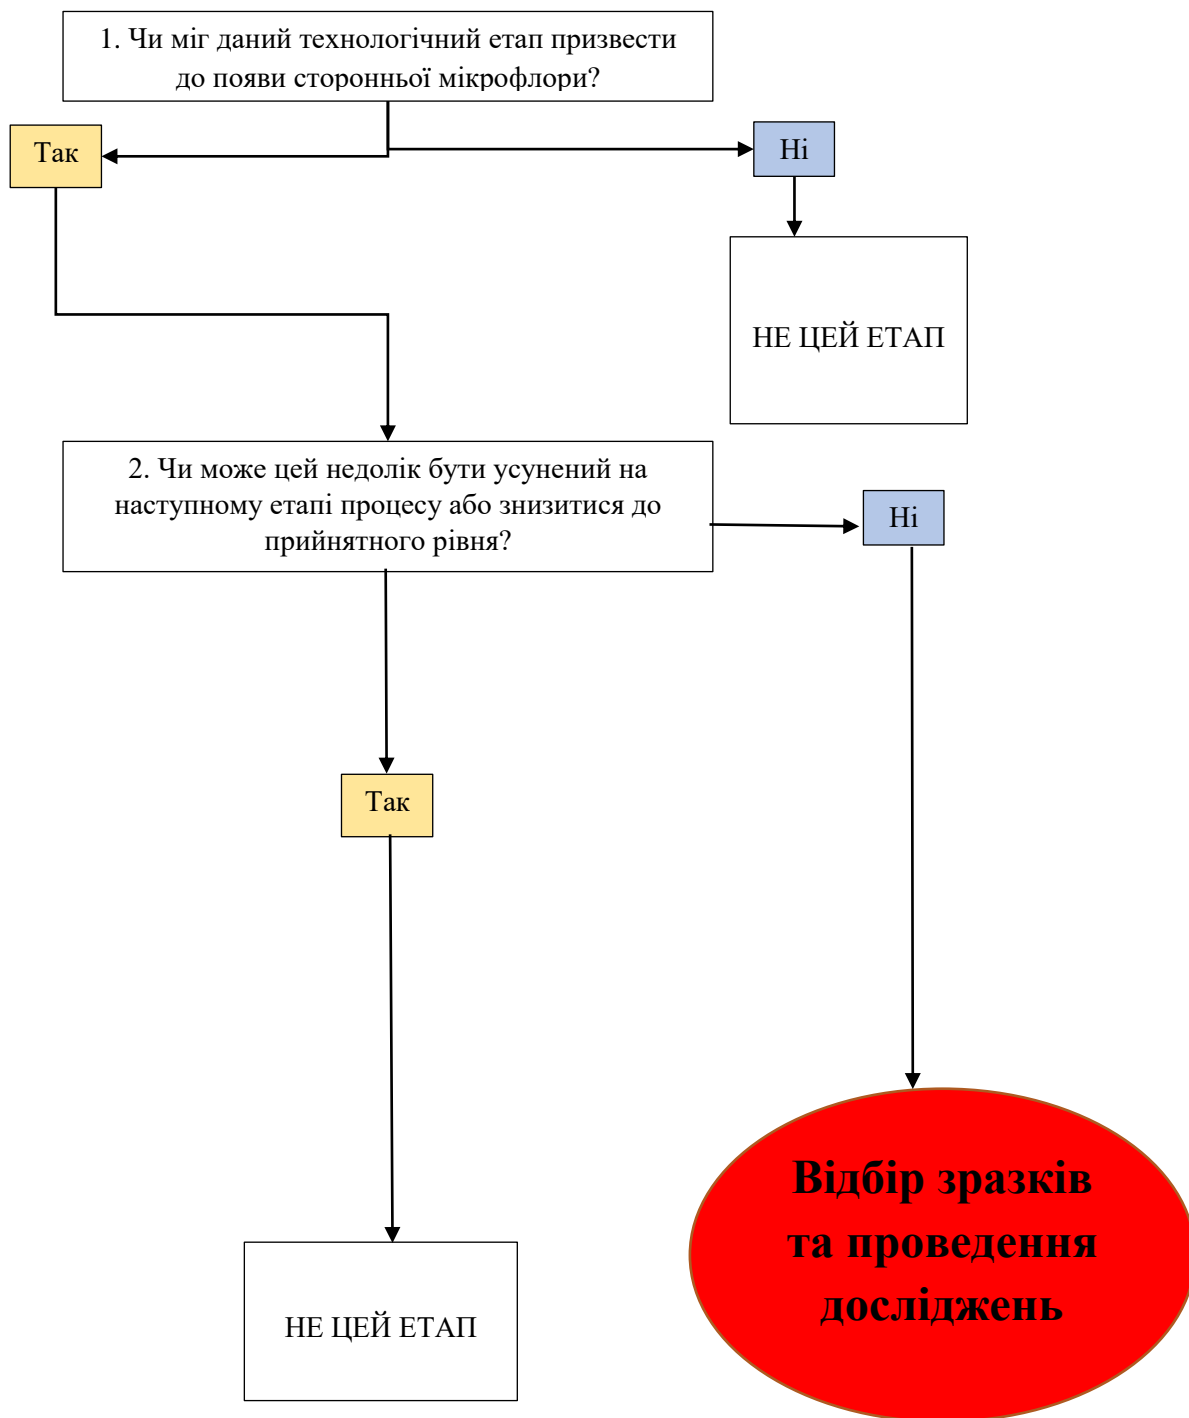 1. Чи міг даний технологічний етап призвести
до появи сторонньої мікрофлори?
Так
Ні
НЕ ЦЕЙ ЕТАП
2. Чи може цей недолік бути усунений на
наступному етапі процесу або знизитися до
прийнятного рівня?
Ні
Так
Відбір зразків
та проведення
досліджень
НЕ ЦЕЙ ЕТАП